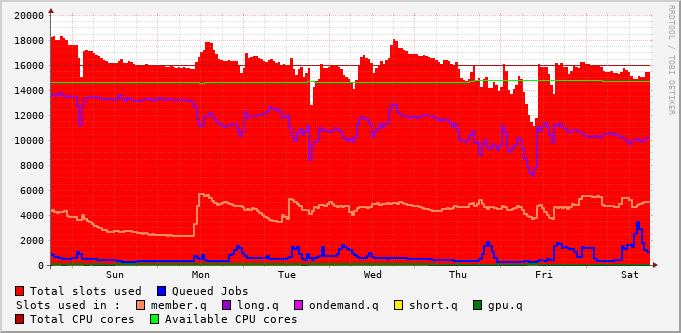 20000
18000
16000
14000
12000
10000
8000
6000
4000
2000
0
Sun Mon Tue Wed Thu Fri Sat
RRDTOOL / TOBI OETIKER
Total slots used Queued Jobs
Slots used in : member.q long.q ondemand.q short.q gpu.q
Total CPU cores Available CPU cores